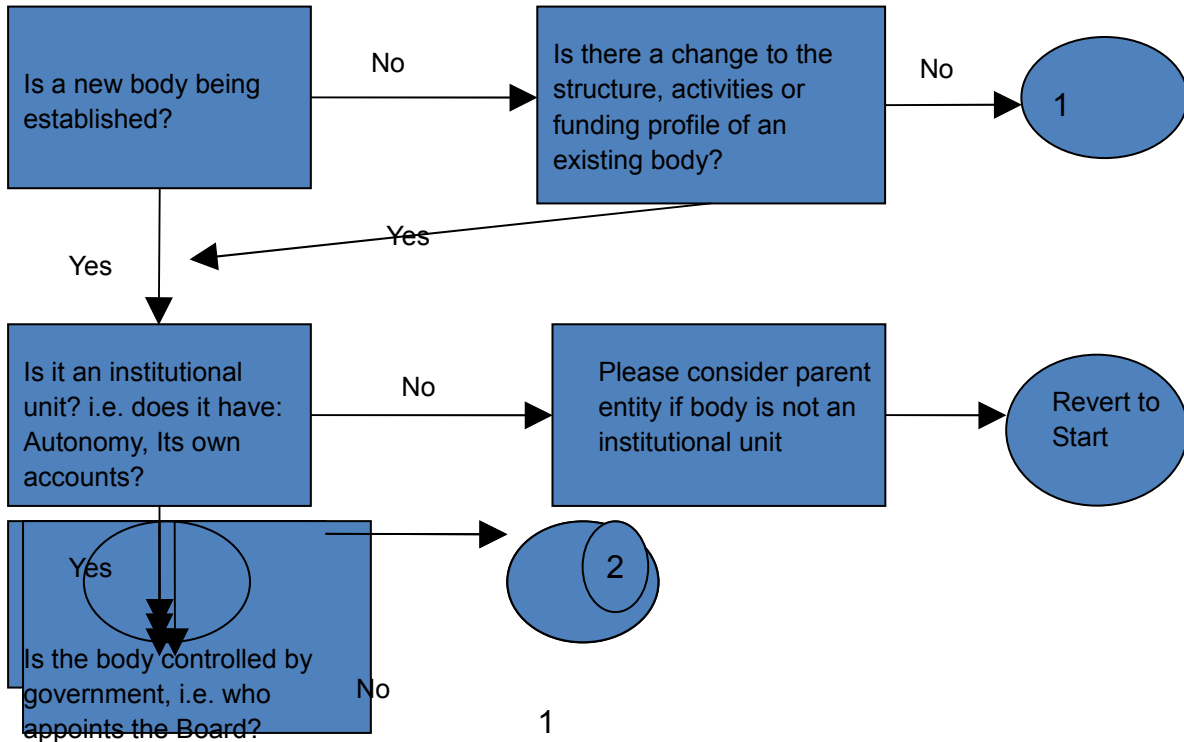 Is a new body being
established?
No
Is there a change to the
structure, activities or
funding profile of an
existing body?
No
1
Yes
Yes
Is it an institutional
unit? i.e. does it have:
Autonomy, Its own
accounts?
No
Please consider parent
entity if body is not an
institutional unit
Revert to
Start
Yes
2
Is the body controlled by
government, i.e. who
appoints the Board?
No
1